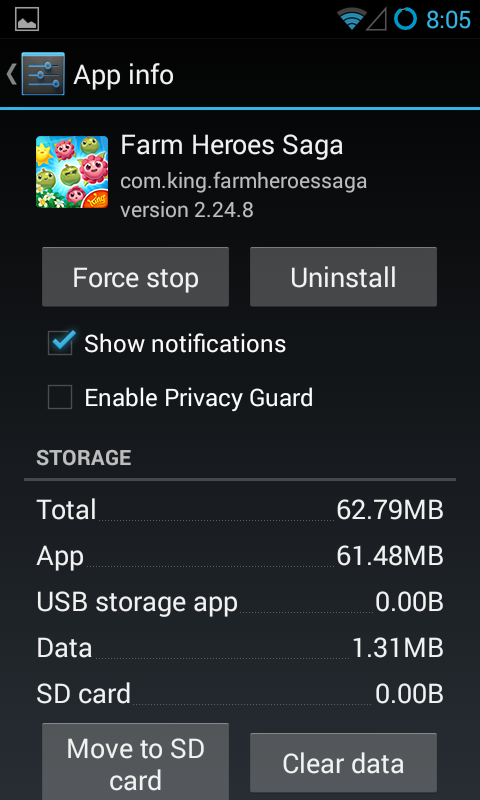 8:05
App info
Farm Heroes Saga
com.king.farmheroessaga
version 2.24.8
King
Force stop
Uninstall
Show notifications
Enable Privacy Guard
STORAGE
Total 62.79MB
App 61.48MB
USB storage app 0.00B
Data 1.31MB
SD card 0.00B
Move to SD
card
Clear data